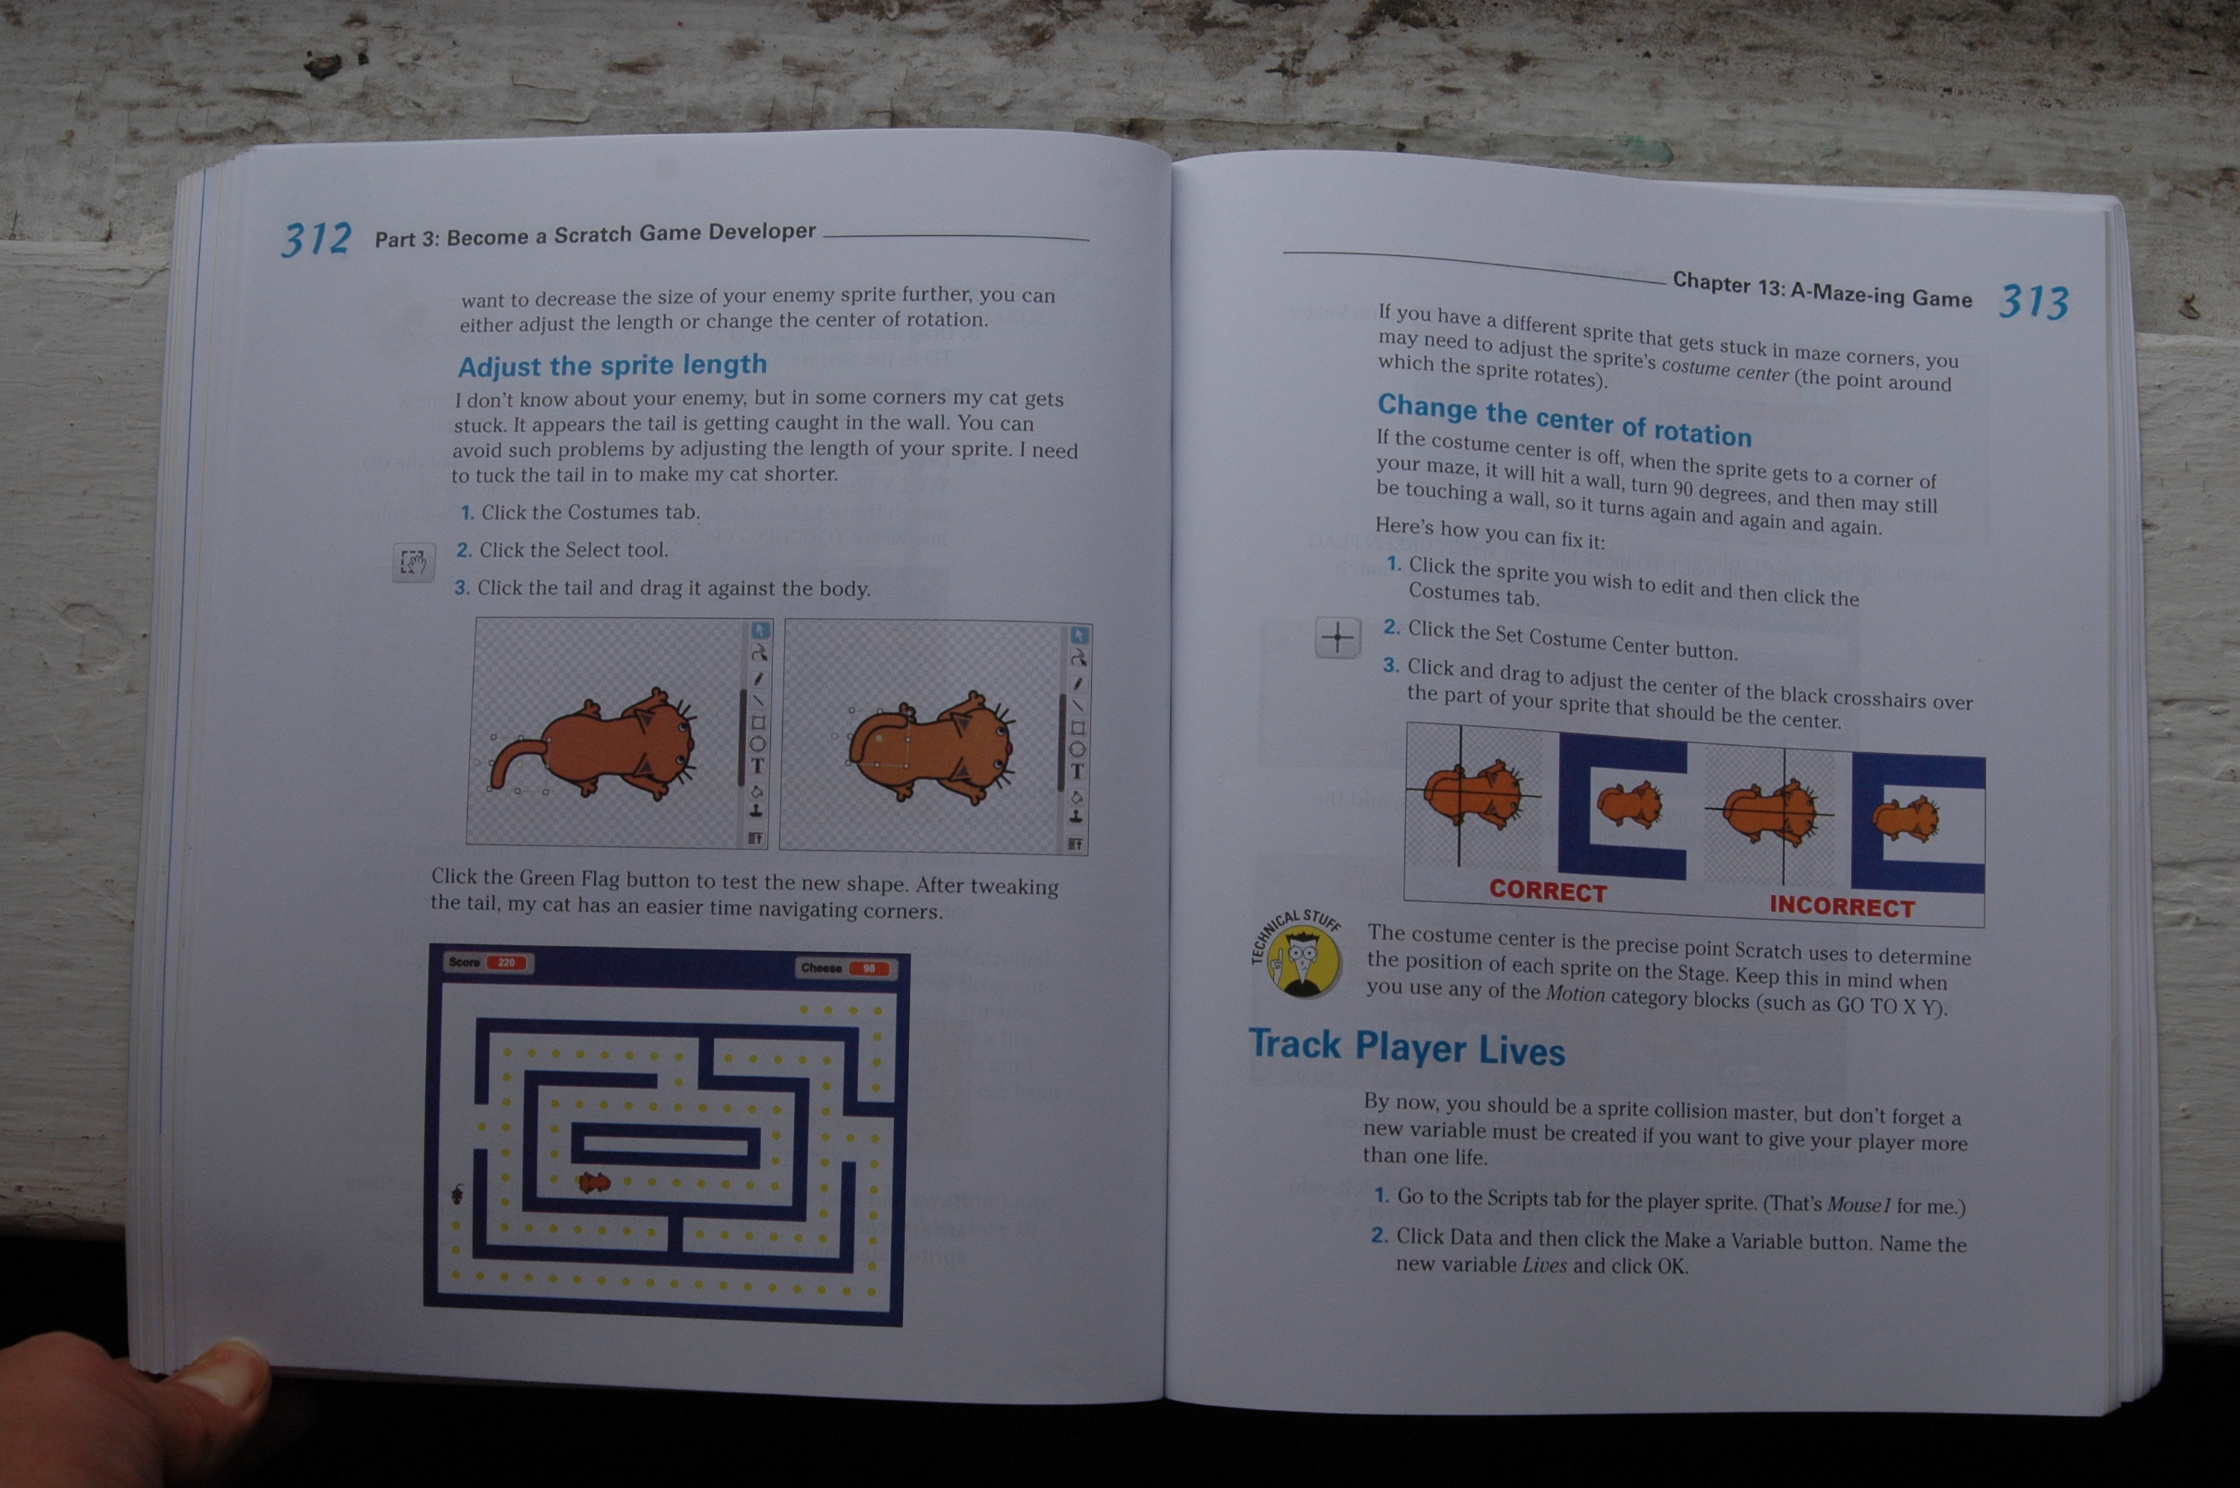 312 Part 3: Become a Scratch Game Developer
want to decrease the size of your enemy sprite further, you can
either adjust the length or change the center of rotation.
Adjust the sprite length
I don't know about your enemy, but in some corners my cat gets
stuck. It appears the tail is getting caught in the wall. You can
avoid such problems by adjusting the length of your sprite. I need
to tuck the tail in to make my cat shorter.
1. Click the Costumes tab.
2. Click the Select tool.
3. Click the tail and drag it against the body.
T
T
Click the Green Flag button to test the new shape. After tweaking
the tail, my cat has an easier time navigating corners.
Score 220
Cheese 98
Chapter 13: A-Maze-ing Game 313
If you have a different sprite that gets stuck in maze corners, you
may need to adjust the sprite's costume center (the point around
which the sprite rotates).
Change the center of rotation
If the costume center is off, when the sprite gets to a corner of
your maze, it will hit a wall, turn 90 degrees, and then may still
be touching a wall, so it turns again and again and again.
Here's how you can fix it:
1. Click the sprite you wish to edit and then click the
Costumes tab.
2. Click the Set Costume Center button.
3. Click and drag to adjust the center of the black crosshairs over
the part of your sprite that should be the center.
CORRECT
INCORRECT
TECHNICAL STUFF
The costume center is the precise point Scratch uses to determine
the position of each sprite on the Stage. Keep this in mind when
you use any of the Motion category blocks (such as GO TO X Y).
Track Player Lives
By now, you should be a sprite collision master, but don't forget a
new variable must be created if you want to give your player more
than one life.
1. Go to the Scripts tab for the player sprite. (That's Mouse1 for me.)
2. Click Data and then click the Make a Variable button. Name the
new variable Lives and click OK.